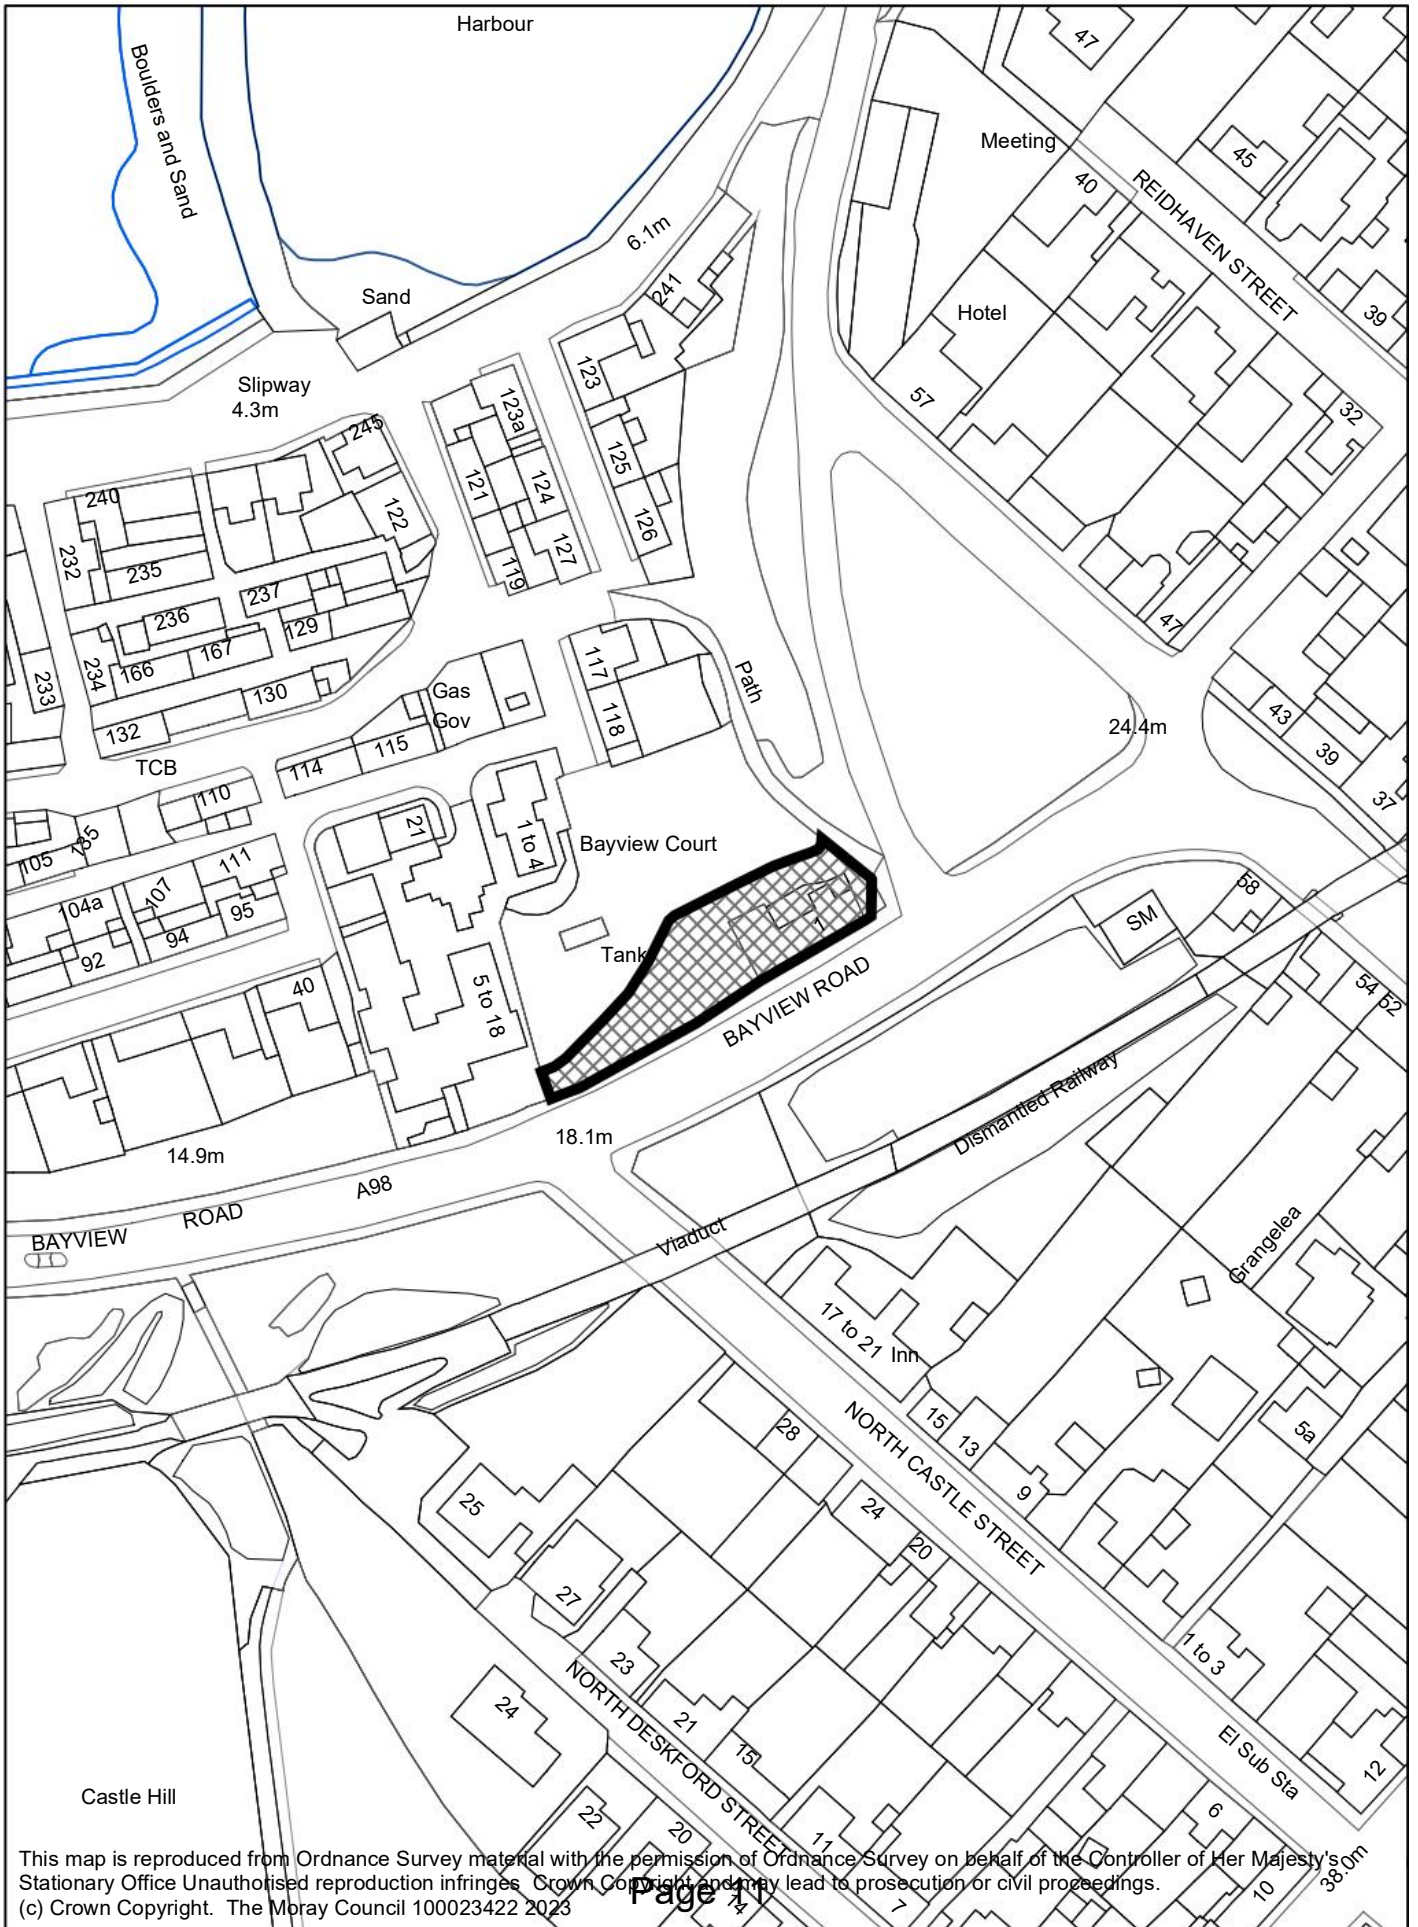 Harbour
Boulders and Sand
47
Meeting
45
40
REIDHAVEN STREET
6.1m
241
Sand
Hotel
39
123
Slipway
4.3m
123a
57
32
245
125
121
124
240
122
126
232
127
235
119
237
236
129
47
167
117
234
166
233
130
Gas
Gov
Path
43
118
24.4m
132
115
39
TCB
114
110
37
21
135
Bayview Court
1 to 4
105
111
107
58
104a
95
SM
1
94
Tank
92
40
5 to 18
54
52
BAYVIEW ROAD
Dismantled Railway
18.1m
14.9m
A98
ROAD
BAYVIEW
Viaduct
Grangelea
17 to 21
Inn
15
28
NORTH CASTLE STREET
13
5a
9
25
24
20
27
23
1 to 3
NORTH DESKFORD STREET
24
21
15
El Sub Sta
12
Castle Hill
22
20
11
6
38.0m
10
7
14
This map is reproduced from Ordnance Survey material with the permission of Ordnance Survey on behalf of the Controller of Her Majesty's
Stationary Office Unauthorised reproduction infringes Crown Copyright and may lead to prosecution or civil proceedings.
Page 11
(c) Crown Copyright. The Moray Council 100023422 2023